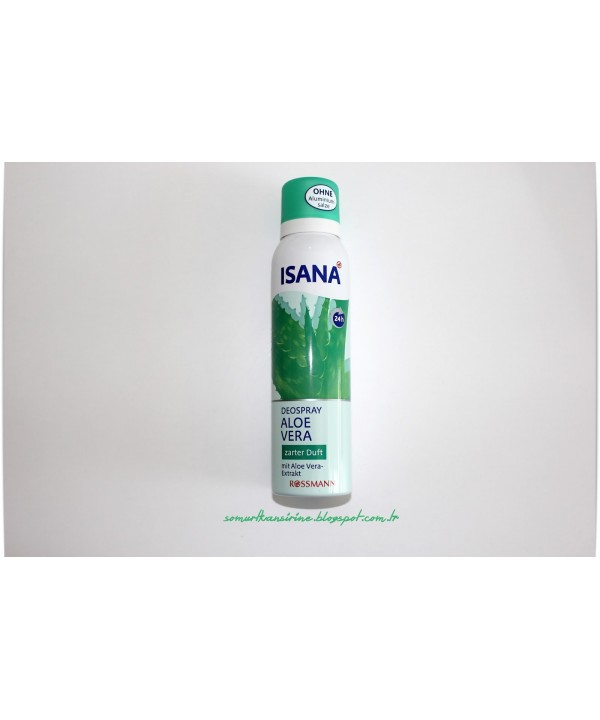 OHNE
Aluminium
salze
ISANA
24h
DEOSPRAY
ALOE
VERA
zarter Duft
mit Aloe Vera-
Extrakt
ROSSMANN
somurtkansirine.blogspot.com.tr